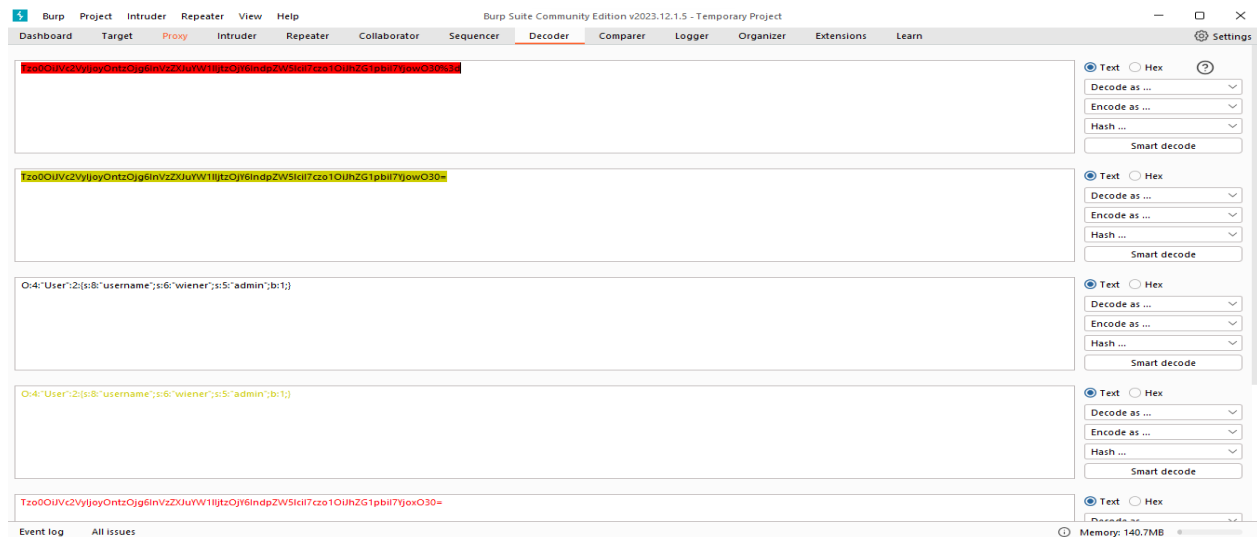 Burp Project Intruder Repeater View Help Burp Suite Community Edition v2023.12.1.5 - Temporary Project
Dashboard Target Proxy Intruder Repeater Collaborator Sequencer Decoder Comparer Logger Organizer Extensions Learn Settings
Tzo0OiJVc2VyIjoyOntzOjg6InVzZXJuYW1lIjtzOjY6IndpZW5lciI7czo1OiJhZG1pbiI7YjowO30%3d
Text Hex ?
Decode as ...
Encode as ...
Hash ...
Smart decode
Tzo0OiJVc2VyIjoyOntzOjg6InVzZXJuYW1lIjtzOjY6IndpZW5lciI7czo1OiJhZG1pbiI7YjowO30=
Text Hex
Decode as ...
Encode as ...
Hash ...
Smart decode
O:4:"User":2:{s:8:"username";s:6:"wiener";s:5:"admin";b:1;}
Text Hex
Decode as ...
Encode as ...
Hash ...
Smart decode
O:4:"User":2:{s:8:"username";s:6:"wiener";s:5:"admin";b:1;}
Text Hex
Decode as ...
Encode as ...
Hash ...
Smart decode
Tzo0OiJVc2VyIjoyOntzOjg6InVzZXJuYW1lIjtzOjY6IndpZW5lciI7czo1OiJhZG1pbiI7YjoxO30=
Text Hex
Decode as ...
Event log All issues Memory: 140.7MB